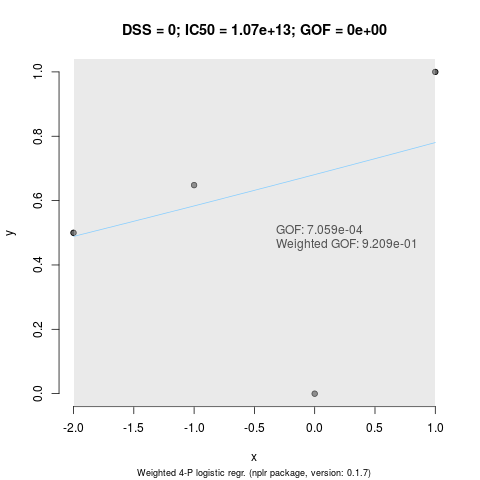 DSS = 0; IC50 = 1.07e+13; GOF = 0e+00
1.0
0.8
0.6
0.4
0.2
0.0
y
GOF: 7.059e-04
Weighted GOF: 9.209e-01
-2.0 -1.5 -1.0 -0.5 0.0 0.5 1.0
x
Weighted 4-P logistic regr. (nplr package, version: 0.1.7)